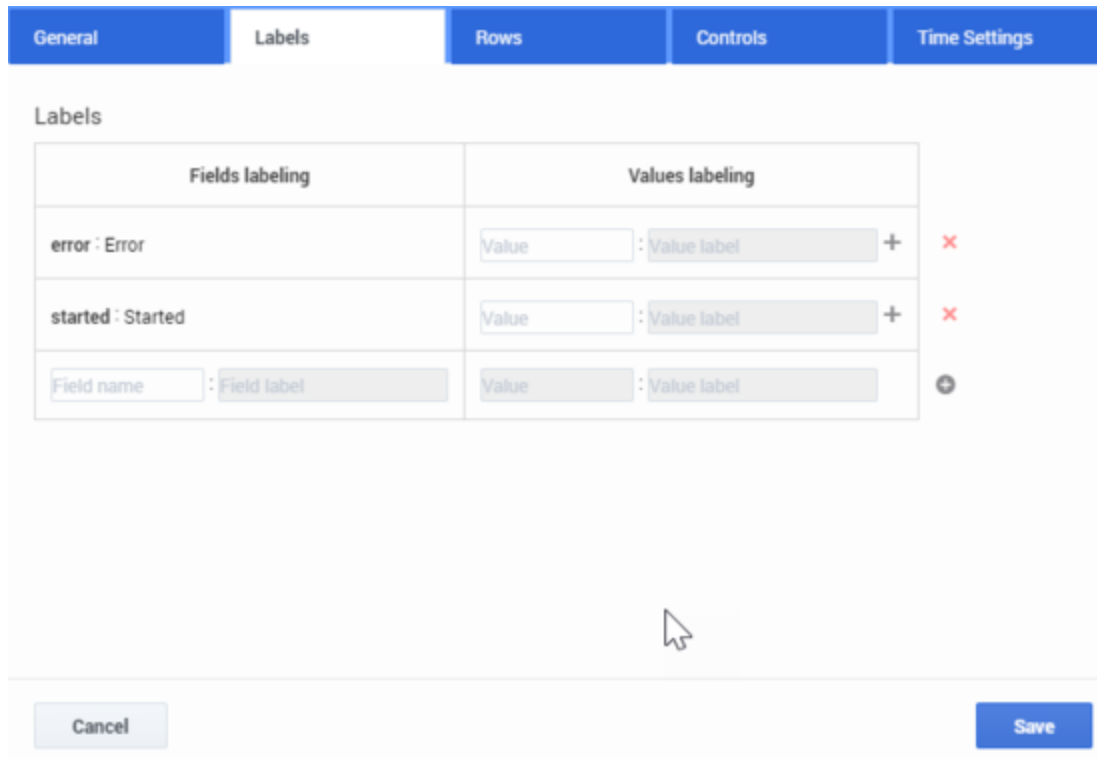 General Labels Rows Controls Time Settings
Labels
Fields labeling Values labeling
error : Error Value : Value label +
started : Started Value : Value label +
Field name : Field label Value : Value label
Cancel Save